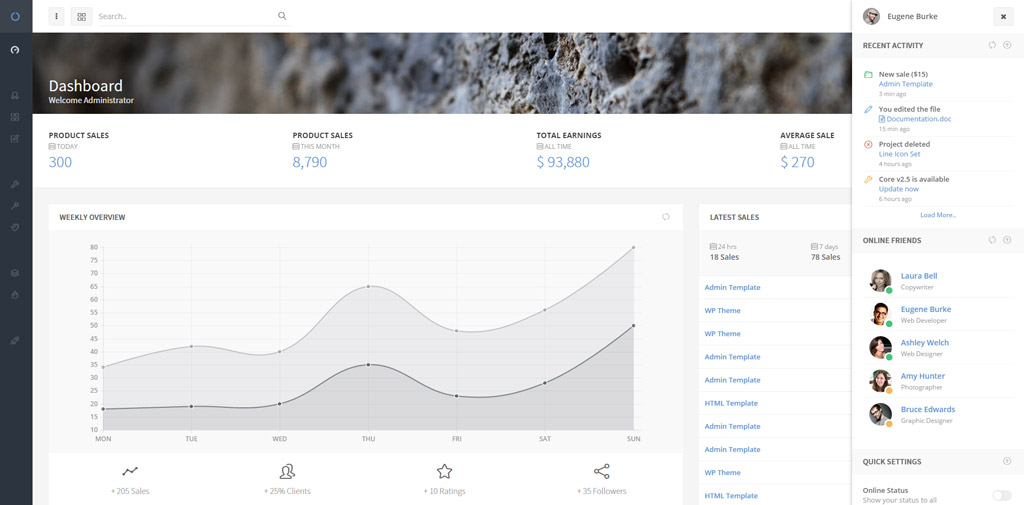 Search..
Dashboard
Welcome Administrator
PRODUCT SALES
TODAY
300
PRODUCT SALES
THIS MONTH
8,790
TOTAL EARNINGS
ALL TIME
$ 93,880
AVERAGE SALE
ALL TIME
$ 270
WEEKLY OVERVIEW
80
75
70
65
60
55
50
45
40
35
30
25
20
15
10
MON TUE WED THU FRI SAT SUN
+ 205 Sales
+ 25% Clients
+ 10 Ratings
+ 35 Followers
LATEST SALES
24 hrs
18 Sales
7 days
78 Sales
Admin Template
WP Theme
WP Theme
Admin Template
Admin Template
HTML Template
Admin Template
Admin Template
WP Theme
HTML Template
Eugene Burke
RECENT ACTIVITY
New sale ($15)
Admin Template
3 min ago
You edited the file
Documentation.doc
15 min ago
Project deleted
Line Icon Set
4 hours ago
Core v2.5 is available
Update now
6 hours ago
Load More..
ONLINE FRIENDS
Laura Bell
Copywriter
Eugene Burke
Web Developer
Ashley Welch
Web Designer
Amy Hunter
Photographer
Bruce Edwards
Graphic Designer
QUICK SETTINGS
Online Status
Show your status to all